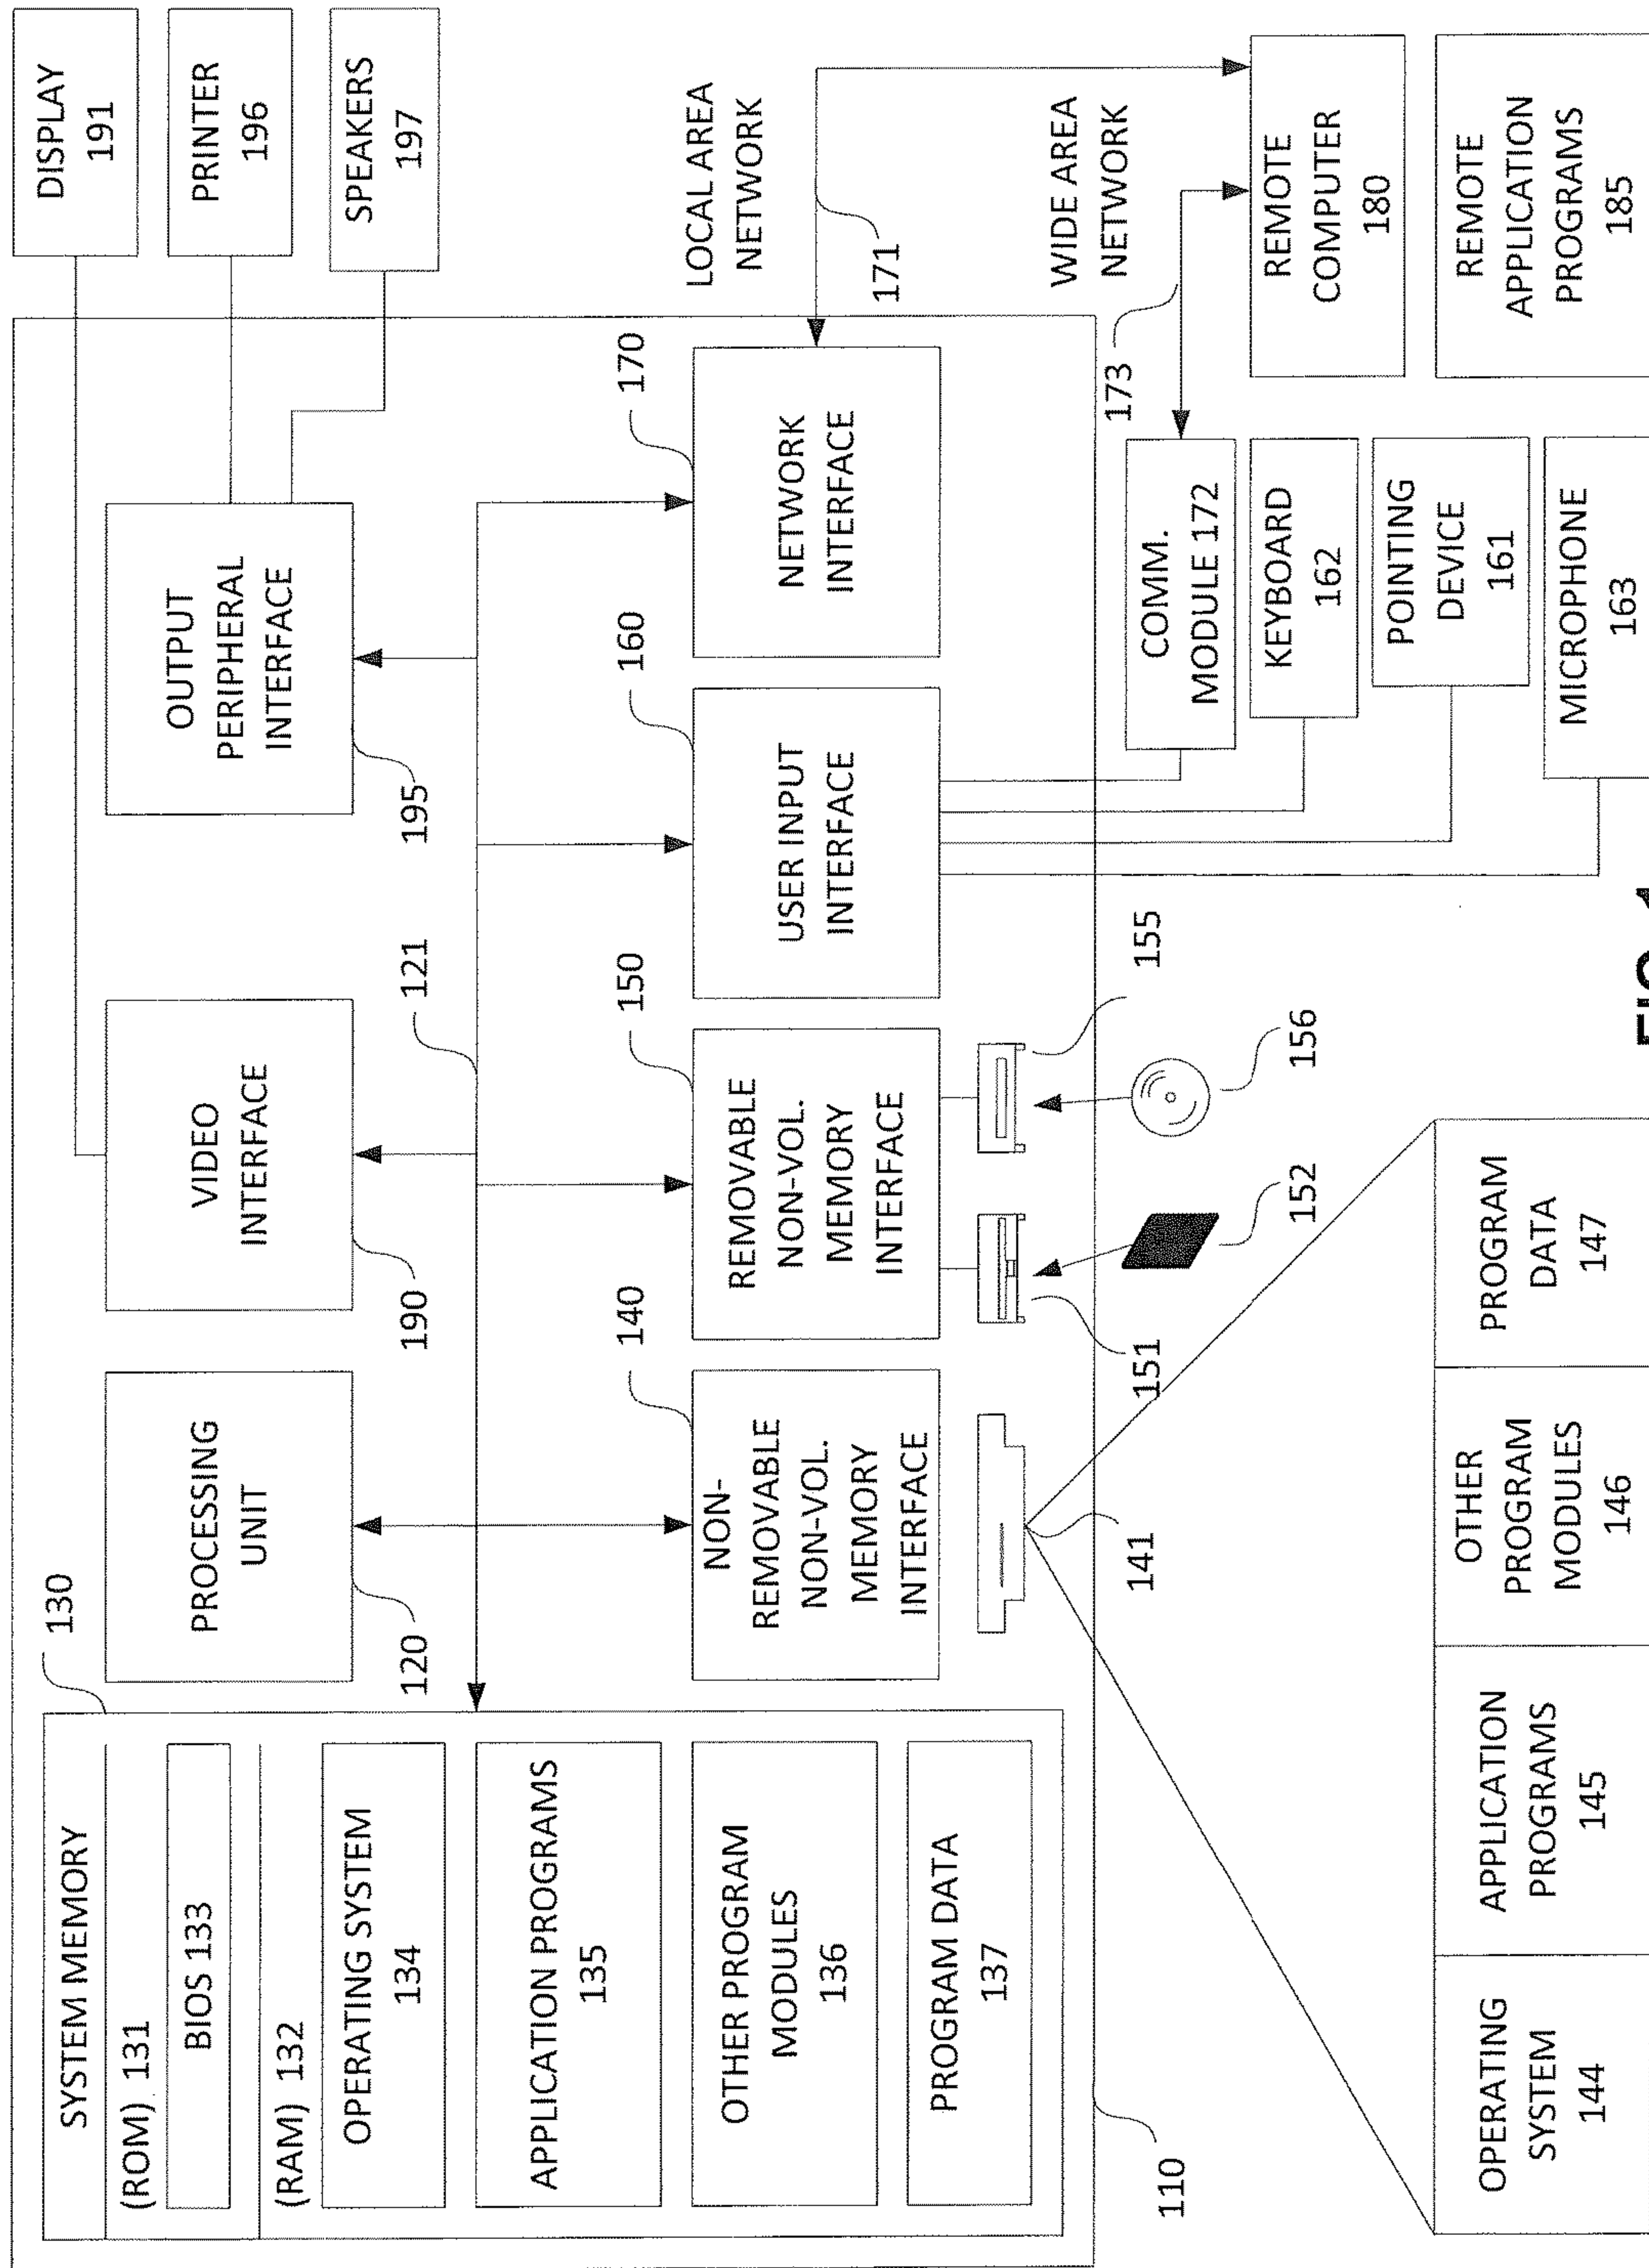 SYSTEM MEMORY
(ROM) 131
BIOS 133
(RAM) 132
OPERATING SYSTEM
134
APPLICATION PROGRAMS
135
OTHER PROGRAM
MODULES
136
PROGRAM DATA
137
130
PROCESSING
UNIT
120
VIDEO
INTERFACE
190
121
OUTPUT
PERIPHERAL
INTERFACE
195
DISPLAY
191
PRINTER
196
SPEAKERS
197
140
NON-
REMOVABLE
NON-VOL.
MEMORY
INTERFACE
150
REMOVABLE
NON-VOL.
MEMORY
INTERFACE
160
USER INPUT
INTERFACE
170
NETWORK
INTERFACE
LOCAL AREA
NETWORK
171
WIDE AREA
NETWORK
173
110
141
151
152
155
156
COMM.
MODULE 172
KEYBOARD
162
POINTING
DEVICE
161
MICROPHONE
163
REMOTE
COMPUTER
180
REMOTE
APPLICATION
PROGRAMS
185
OPERATING
SYSTEM
144
APPLICATION
PROGRAMS
145
OTHER
PROGRAM
MODULES
146
PROGRAM
DATA
147
FIG. 1